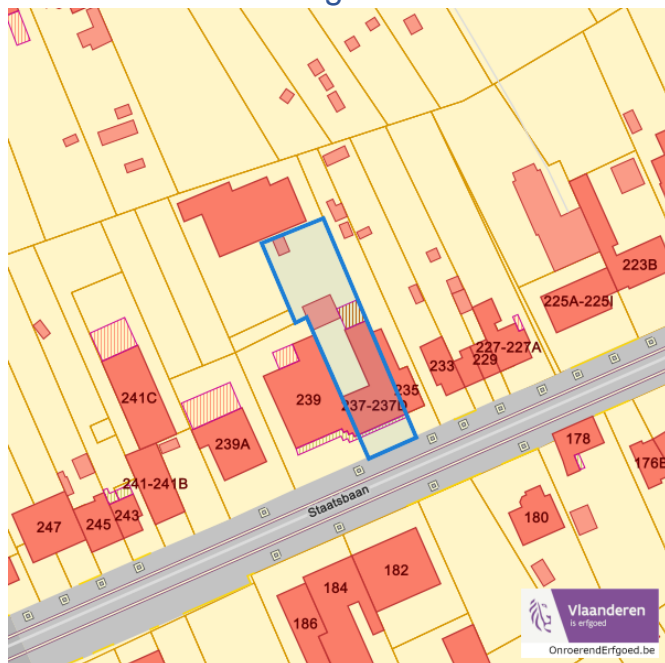 223B
225A-225I
227-227A
229
233
235
237-237D
239
239A
241C
241-241B
243
245
247
Staatsbaan
178
176B
180
182
184
186
Vlaanderen
is erfgoed
OnroerendErfgoed.be